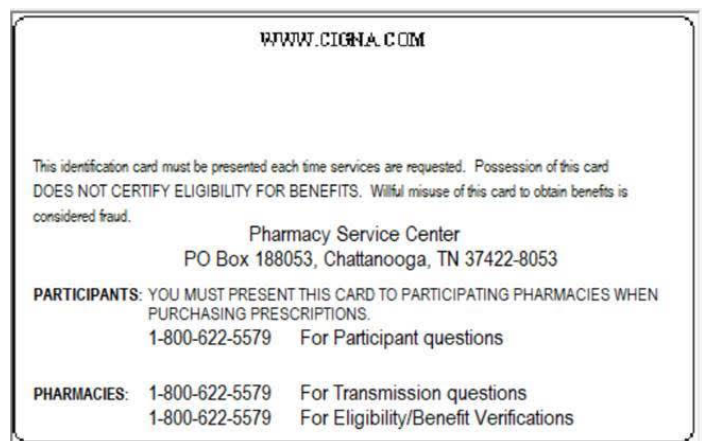 WWW.CIGNA.COM
This identification card must be presented each time services are requested. Possession of this card
DOES NOT CERTIFY ELIGIBILITY FOR BENEFITS. Willful misuse of this card to obtain benefits is
considered fraud.
Pharmacy Service Center
PO Box 188053, Chattanooga, TN 37422-8053
PARTICIPANTS: YOU MUST PRESENT THIS CARD TO PARTICIPATING PHARMACIES WHEN
PURCHASING PRESCRIPTIONS.
1-800-622-5579 For Participant questions
PHARMACIES: 1-800-622-5579 For Transmission questions
1-800-622-5579 For Eligibility/Benefit Verifications